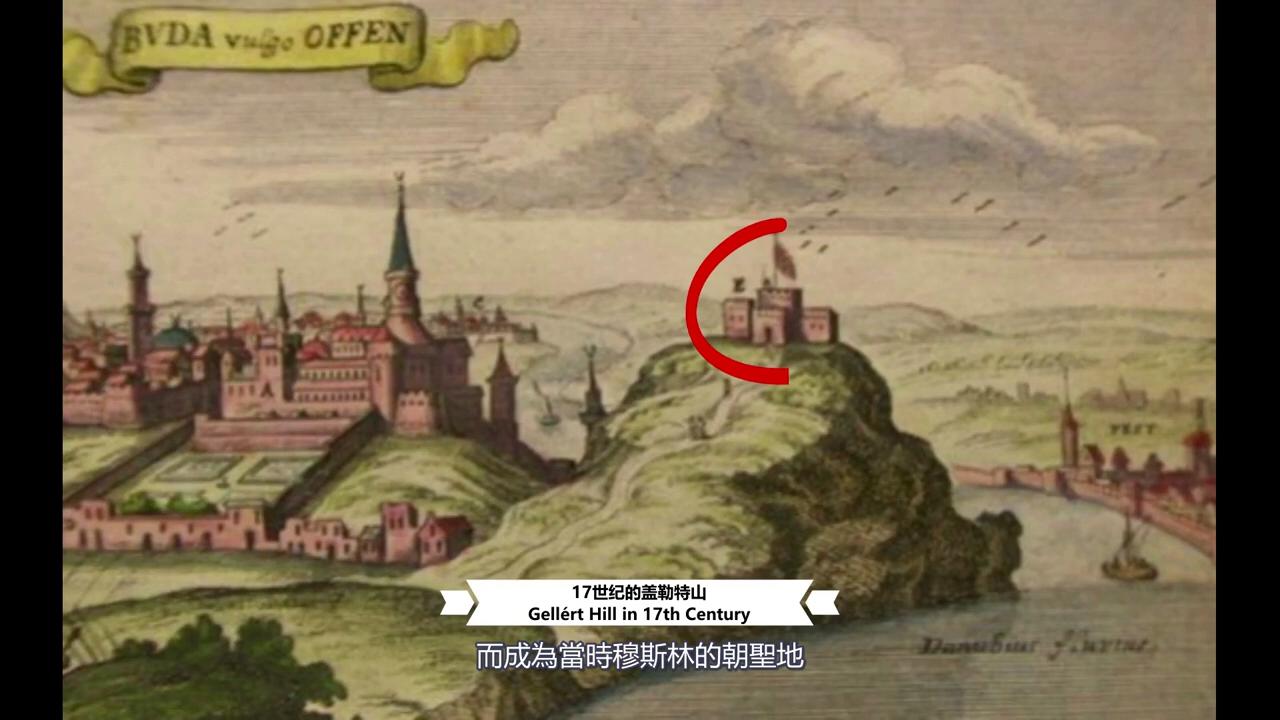 BVDA vulgo OFFEN
E
C
A
PEST
17世纪的盖勒特山
Gellért Hill in 17th Century
而成為當時穆斯林的朝聖地
Danubius fluvius.